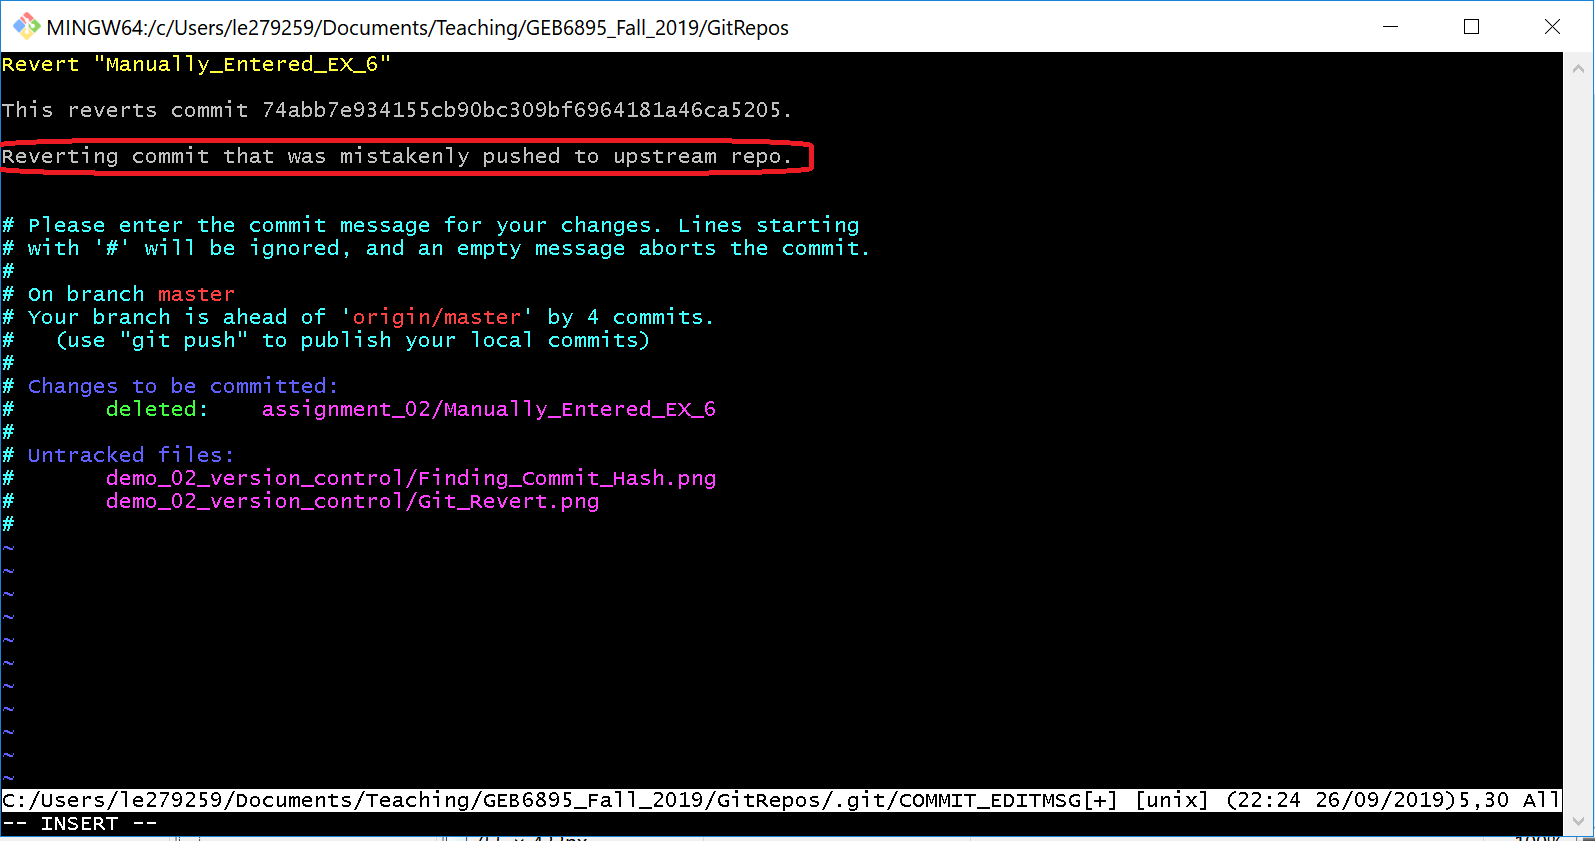 MINGW64:/c/Users/le279259/Documents/Teaching/GEB6895_Fall_2019/GitRepos
Revert "Manually_Entered_EX_6"
This reverts commit 74abb7e934155cb90bc309bf6964181a46ca5205.
Reverting commit that was mistakenly pushed to upstream repo.
# Please enter the commit message for your changes. Lines starting
# with '#' will be ignored, and an empty message aborts the commit.
#
# On branch master
# Your branch is ahead of 'origin/master' by 4 commits.
#   (use "git push" to publish your local commits)
#
# Changes to be committed:
#       deleted:    assignment_02/Manually_Entered_EX_6
#
# Untracked files:
#       demo_02_version_control/Finding_Commit_Hash.png
#       demo_02_version_control/Git_Revert.png
#
~
~
~
~
~
~
~
~
~
~
~
C:/Users/le279259/Documents/Teaching/GEB6895_Fall_2019/GitRepos/.git/COMMIT_EDITMSG[+] [unix] (22:24 26/09/2019)5,30 All
-- INSERT --